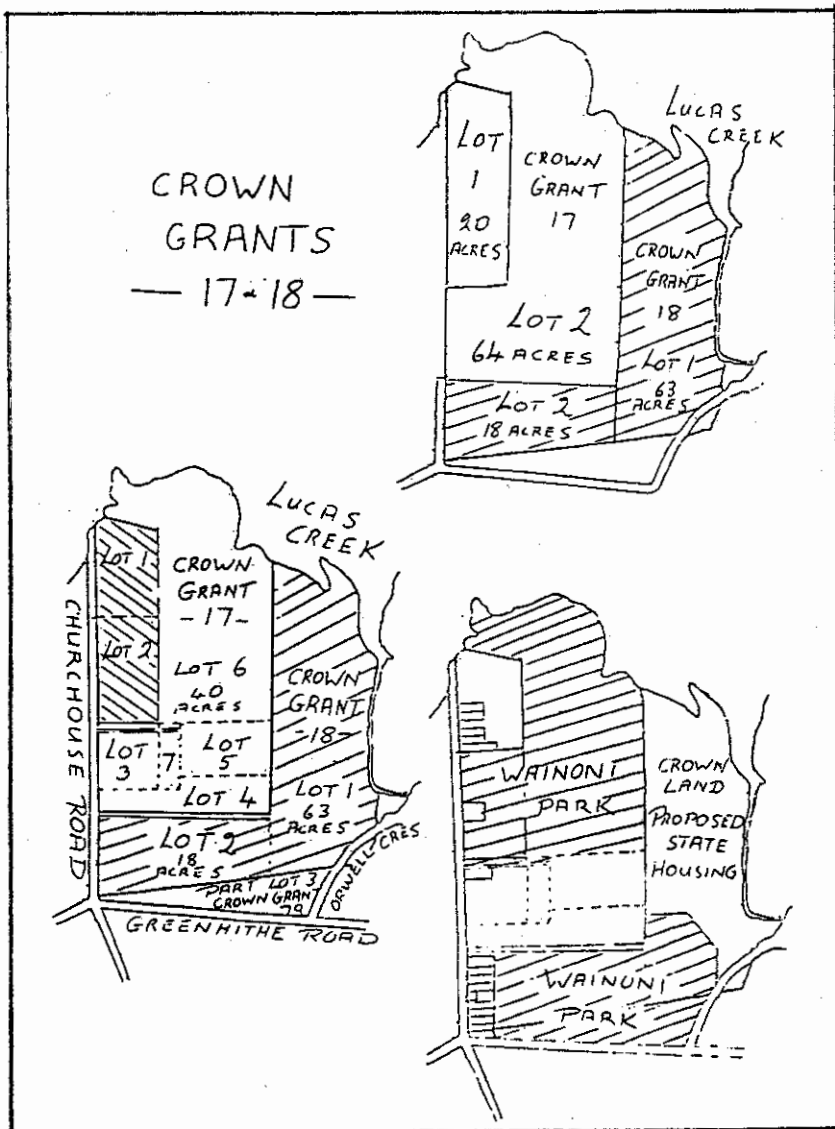 CROWN
GRANTS
— 17 & 18 —
LOT
1
20
ACRES
CROWN
GRANT
17
LUCAS
CREEK
CROWN
GRANT
18
LOT 2
64 ACRES
LOT 1
63
ACRES
LOT 2
18 ACRES
LUCAS
CREEK
CHURCHOUSE ROAD
LOT 1
LOT 2
CROWN
GRANT
-17-
LOT 6
40
ACRES
CROWN
GRANT
-18-
LOT
3
7
LOT
5
LOT 4
LOT 1
63
ACRES
LOT 2
18
ACRES
PART LOT 3
CROWN GRAN
79
ORWELL CRES
GREENHITHE ROAD
WAINONI
PARK
CROWN
LAND
PROPOSED
STATE
HOUSING
WAINUNI
PARK